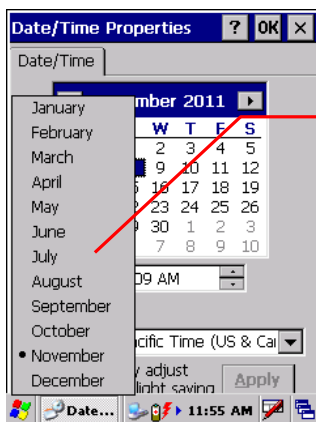 Date/Time Properties ? OK ×
Date/Time
January
February
March
April
May
June
July
August
September
October
• November
December
mber 2011
W T F S
2 3 4 5
9 10 11 12
16 17 18 19
23 24 25 26
30 1 2 3
7 8 9 10
09 AM
cific Time (US & Ca
adjust
light saving
Apply
Date... 11:55 AM